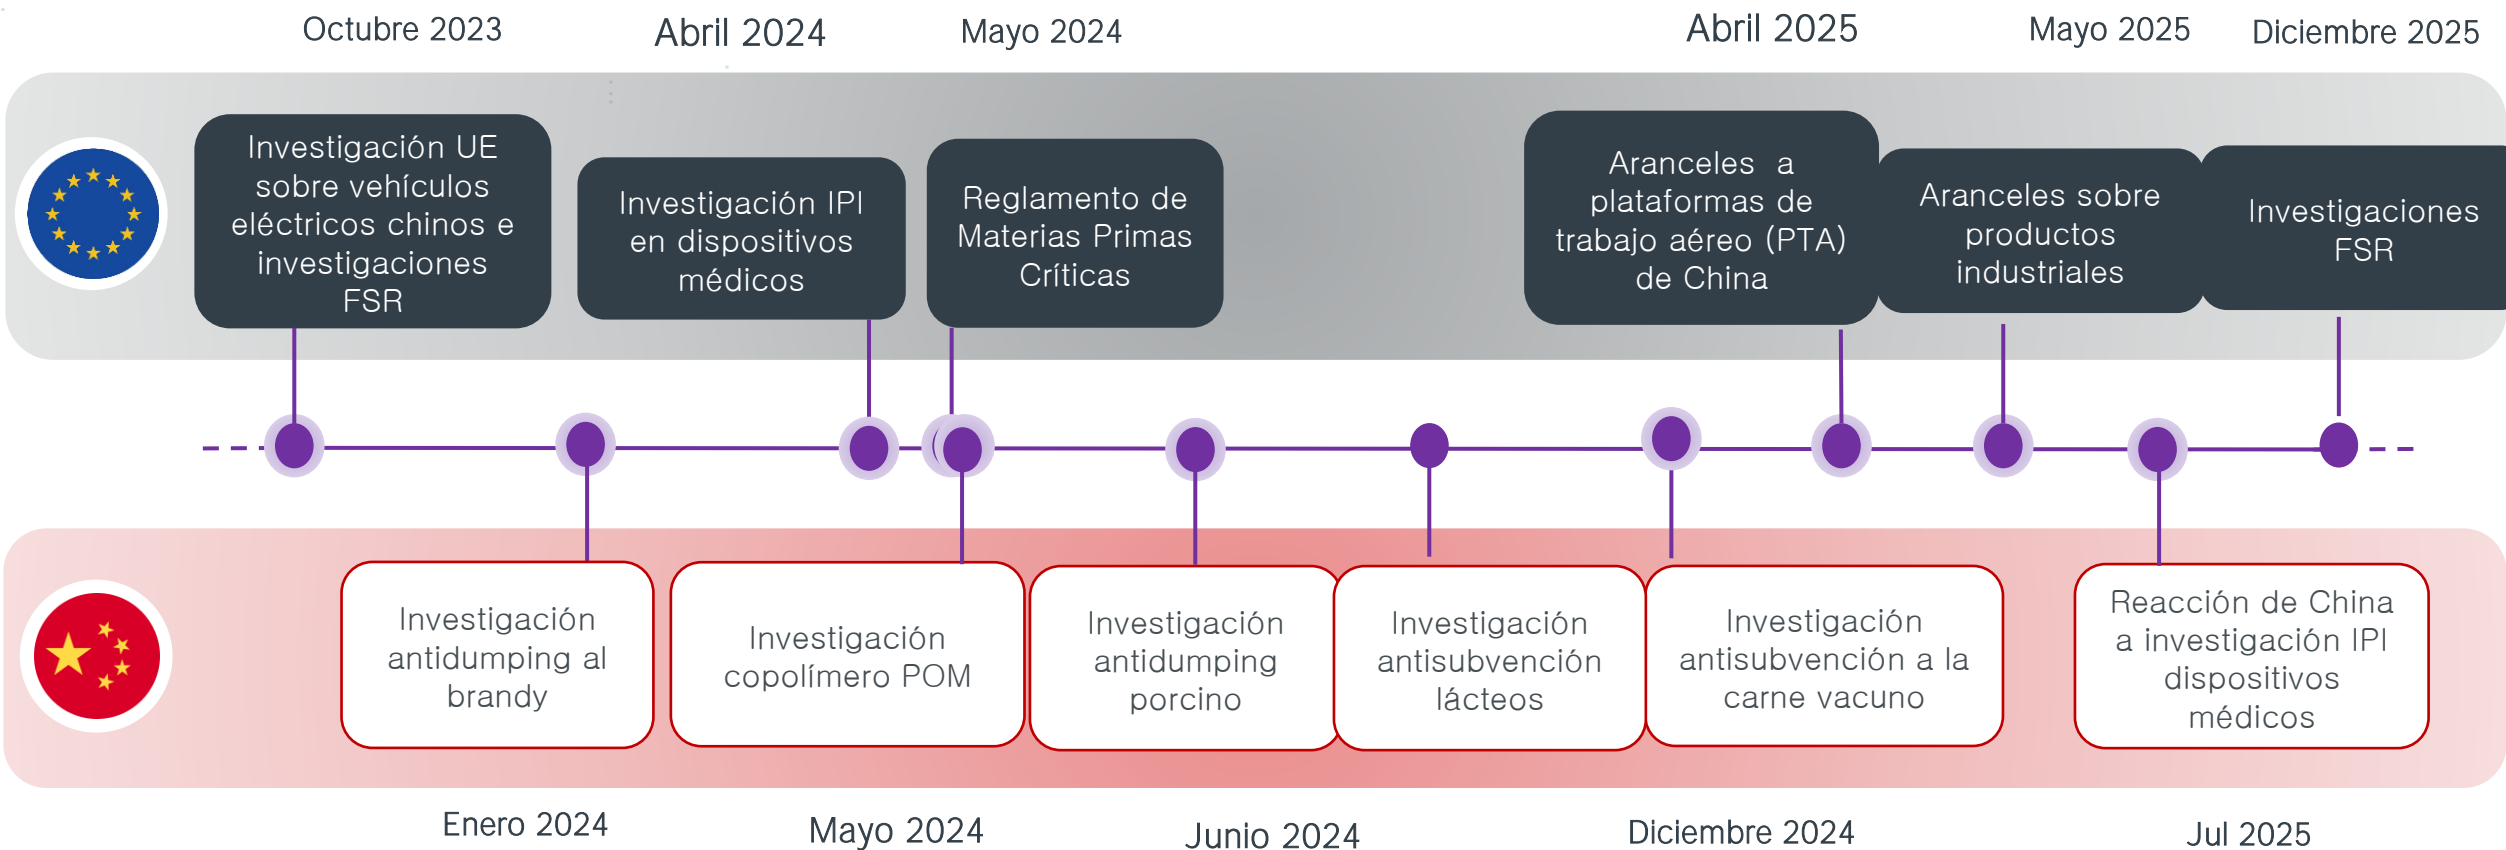 Octubre 2023
Abril 2024
Mayo 2024
Abril 2025
Mayo 2025
Diciembre 2025
Investigación UE
sobre vehículos
eléctricos chinos e
investigaciones
FSR
Investigación IPI
en dispositivos
médicos
Reglamento de
Materias Primas
Críticas
Aranceles a
plataformas de
trabajo aéreo (PTA)
de China
Aranceles sobre
productos
industriales
Investigaciones
FSR
Investigación
antidumping al
brandy
Investigación
copolímero POM
Investigación
antidumping
porcino
Investigación
antisubvención
lácteos
Investigación
antisubvención a la
carne vacuno
Reacción de China
a investigación IPI
dispositivos
médicos
Enero 2024
Mayo 2024
Junio 2024
Diciembre 2024
Jul 2025